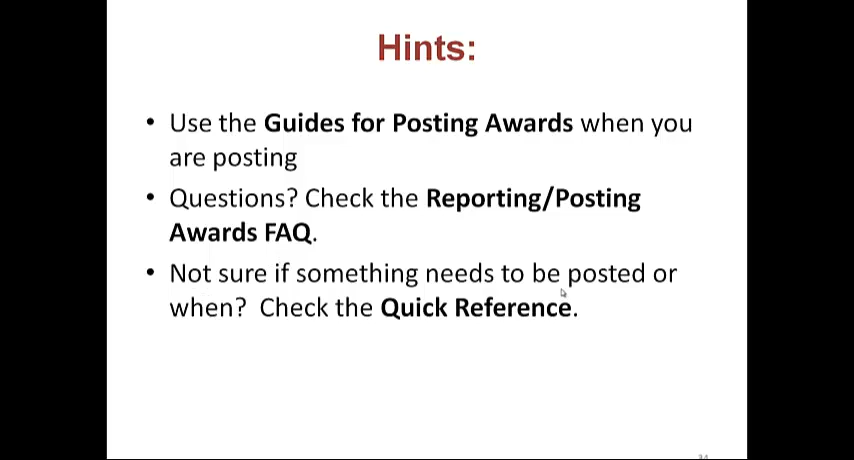 Hints:
• Use the Guides for Posting Awards when you
are posting
• Questions? Check the Reporting/Posting
Awards FAQ.
• Not sure if something needs to be posted or
when?  Check the Quick Reference.